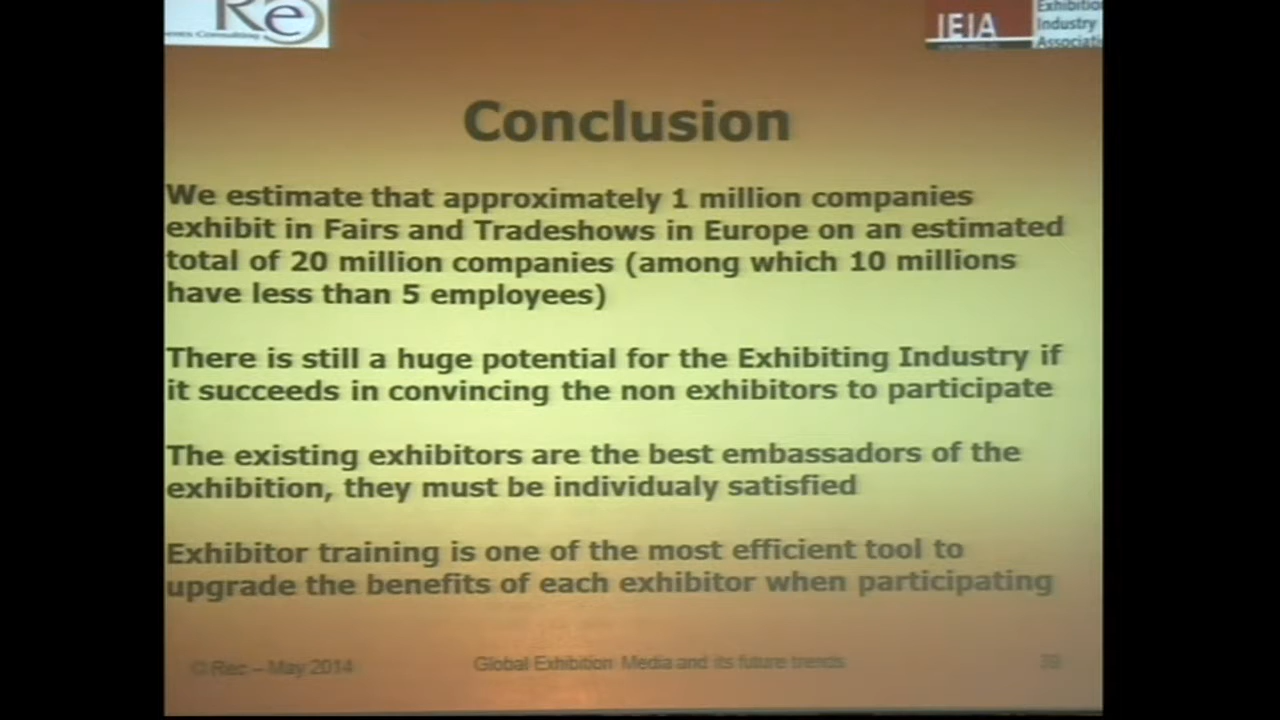 Re
IEIA
Exhibition
Industry
Associati
Conclusion
We estimate that approximately 1 million companies
exhibit in Fairs and Tradeshows in Europe on an estimated
total of 20 million companies (among which 10 millions
have less than 5 employees)
There is still a huge potential for the Exhibiting Industry if
it succeeds in convincing the non exhibitors to participate
The existing exhibitors are the best embassadors of the
exhibition, they must be individualy satisfied
Exhibitor training is one of the most efficient tool to
upgrade the benefits of each exhibitor when participating
© Rec – May 2014
Global Exhibition Media and its future trends